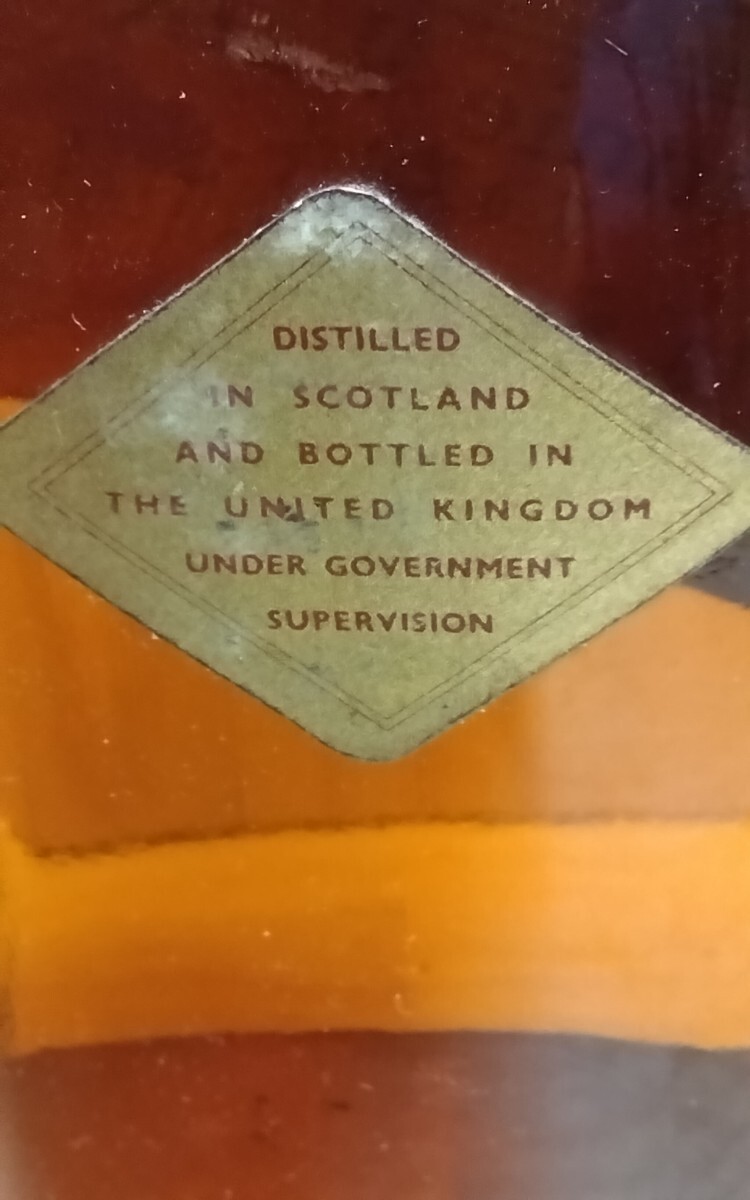 DISTILLED
IN SCOTLAND
AND BOTTLED IN
THE UNITED KINGDOM
UNDER GOVERNMENT
SUPERVISION